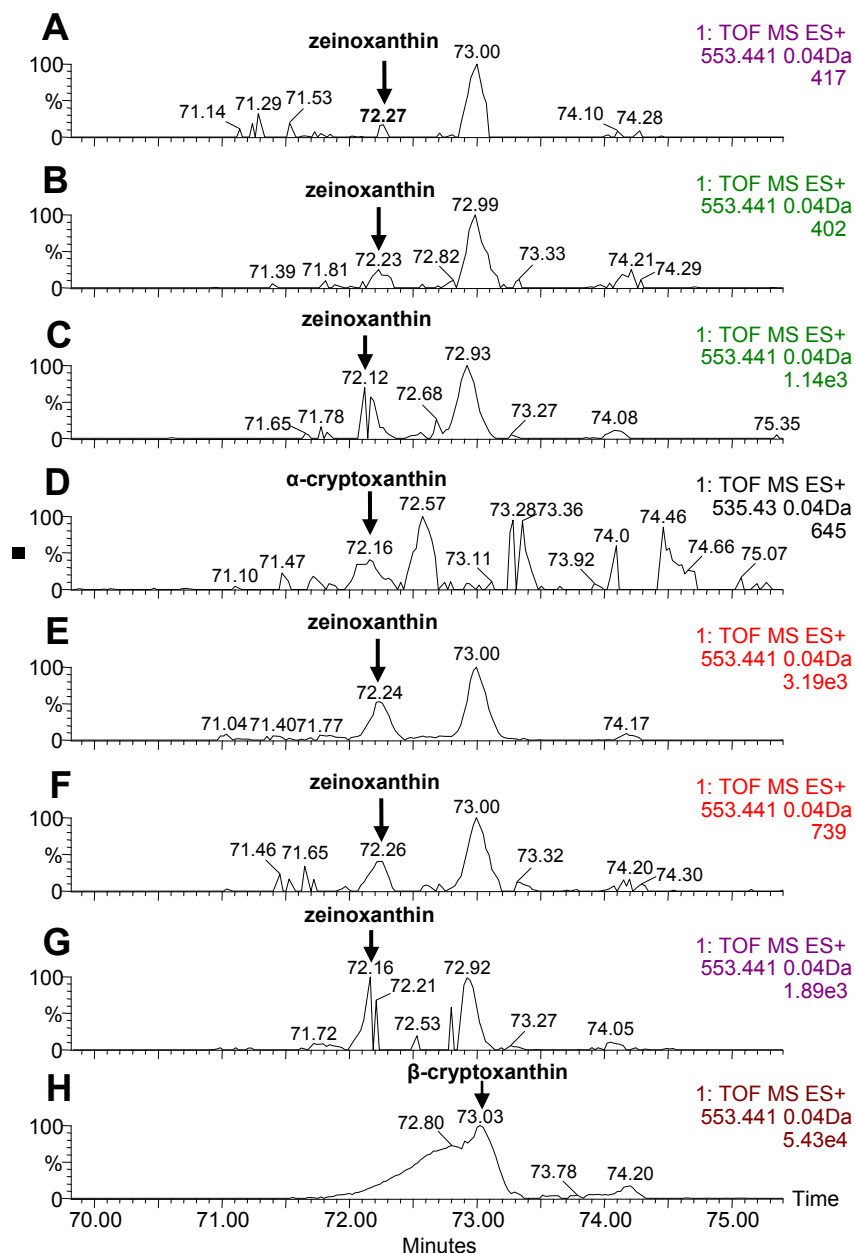 A
zeinoxanthin
1: TOF MS ES+
553.441 0.04Da
417
100
%
0
71.14
71.29
71.53
72.27
73.00
74.10
74.28
B
zeinoxanthin
1: TOF MS ES+
553.441 0.04Da
402
100
%
0
71.39
71.81
72.23
72.82
72.99
73.33
74.21
74.29
C
zeinoxanthin
1: TOF MS ES+
553.441 0.04Da
1.14e3
100
%
0
71.65
71.78
72.12
72.68
72.93
73.27
74.08
75.35
D
α-cryptoxanthin
1: TOF MS ES+
535.43 0.04Da
645
100
%
0
71.10
71.47
72.16
72.57
73.11
73.28
73.36
73.92
74.0
74.46
74.66
75.07
E
zeinoxanthin
1: TOF MS ES+
553.441 0.04Da
3.19e3
100
%
0
71.04
71.40
71.77
72.24
73.00
74.17
F
zeinoxanthin
1: TOF MS ES+
553.441 0.04Da
739
100
%
0
71.46
71.65
72.26
73.00
73.32
74.20
74.30
G
zeinoxanthin
1: TOF MS ES+
553.441 0.04Da
1.89e3
100
%
0
71.72
72.16
72.21
72.53
72.92
73.27
74.05
H
β-cryptoxanthin
1: TOF MS ES+
553.441 0.04Da
5.43e4
100
%
0
72.80
73.03
73.78
74.20
Time
70.00 71.00 72.00 73.00 74.00 75.00
Minutes